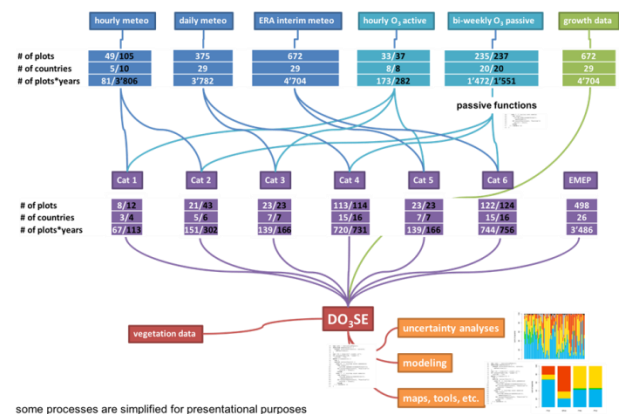 hourly meteo daily meteo ERA interim meteo hourly O₃ active bi-weekly O₃ passive growth data
# of plots 49/105 375 672 33/37 235/237 672
# of countries 5/10 29 29 8/8 20/20 29
# of plots*years 81/3'806 3'782 4'704 173/282 1'472/1'551 4'704
passive functions
Cat 1 Cat 2 Cat 3 Cat 4 Cat 5 Cat 6 EMEP
# of plots 8/12 21/43 23/23 113/114 23/23 122/124 498
# of countries 3/4 5/6 7/7 15/16 7/7 15/16 26
# of plots*years 67/113 151/302 139/166 720/731 139/166 744/756 3'486
DO₃SE
vegetation data
uncertainty analyses
modeling
maps, tools, etc.
some processes are simplified for presentational purposes